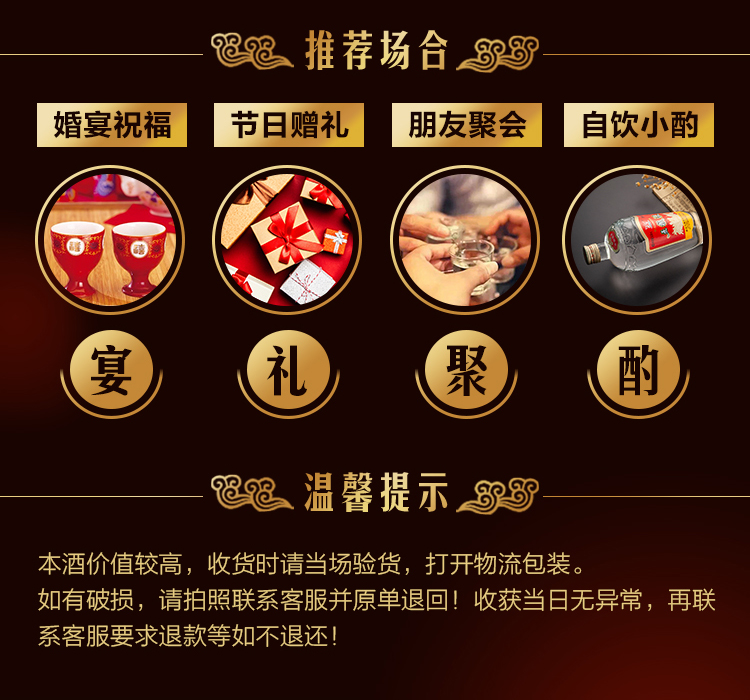 推荐场合
婚宴祝福 节日赠礼 朋友聚会 自饮小酌
宴 礼 聚 酌
温馨提示
本酒价值较高，收货时请当场验货，打开物流包装。
如有破损，请拍照联系客服并原单退回！收获当日无异常，再联
系客服要求退款等如不退还！